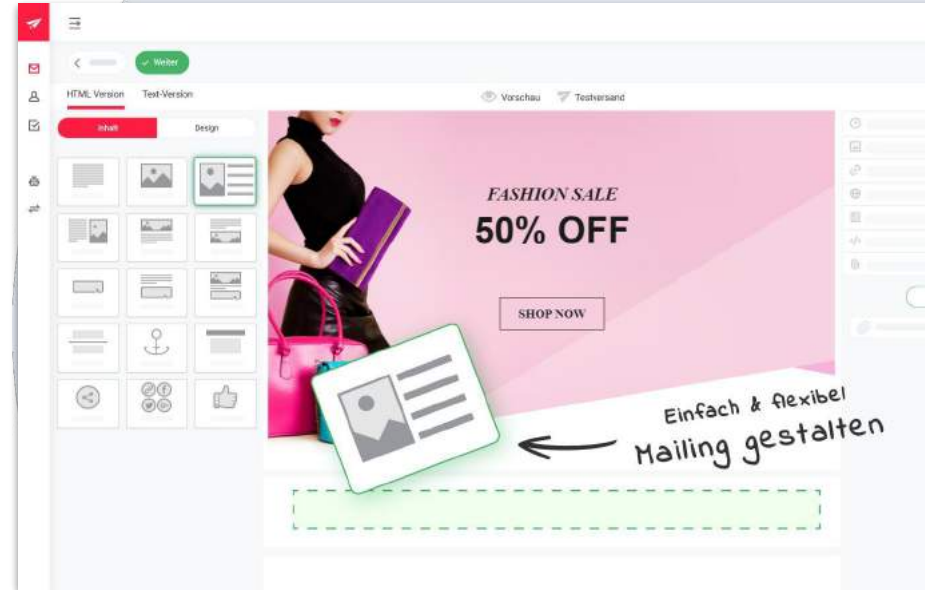 Weiter
HTML Version
Text-Version
Vorschau
Testversand
Inhalt
Design
FASHION SALE
50% OFF
SHOP NOW
Einfach & flexibel
Mailing gestalten